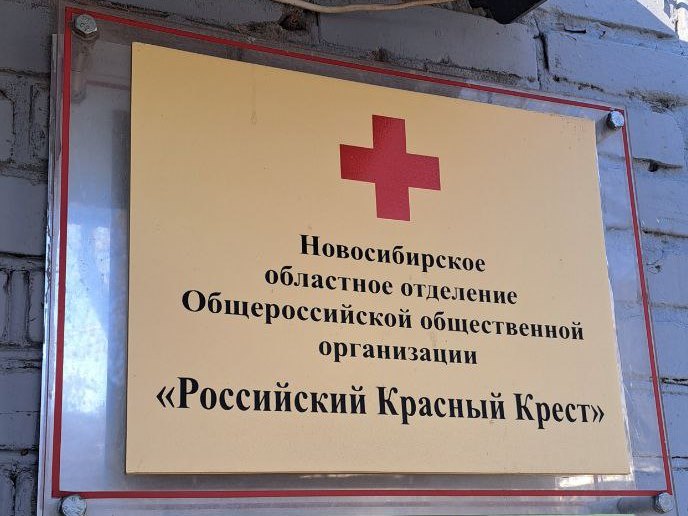 Новосибирское
областное отделение
Общероссийской общественной
организации
«Российский Красный Крест»